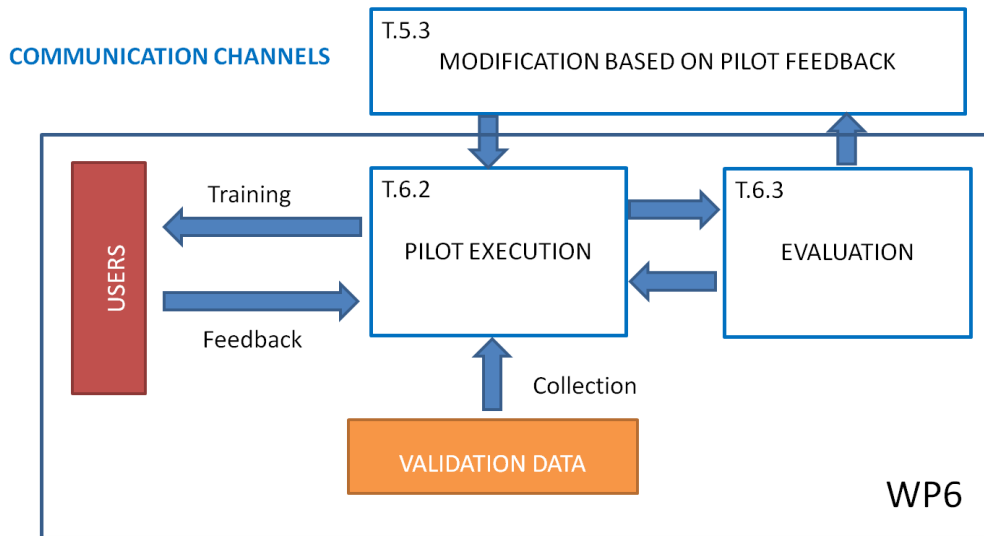 T.5.3
COMMUNICATION CHANNELS
MODIFICATION BASED ON PILOT FEEDBACK
T.6.2
T.6.3
Training
PILOT EXECUTION
EVALUATION
USERS
Feedback
Collection
VALIDATION DATA
WP6